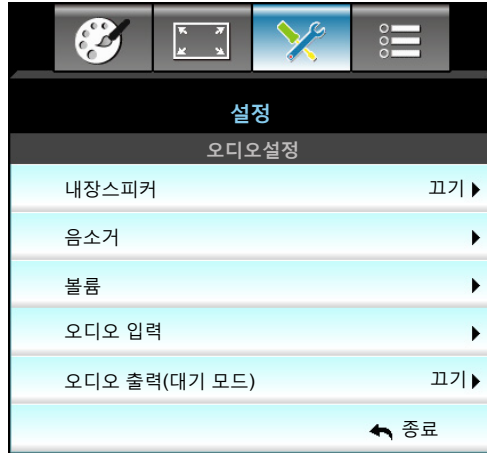 설정
오디오설정
내장스피커 끄기
음소거
볼륨
오디오 입력
오디오 출력(대기 모드) 끄기
종료